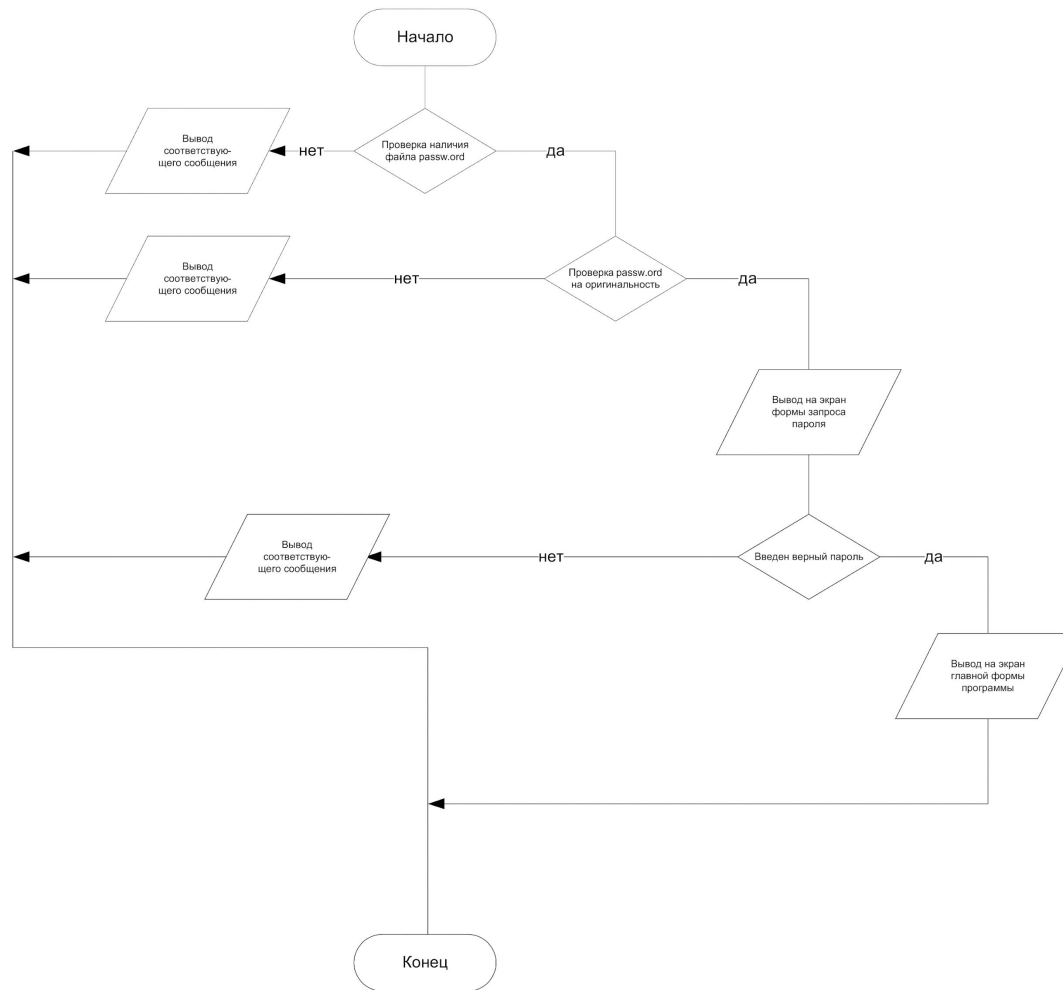 Начало
Вывод
соответствую-
щего сообщения
нет
Проверка наличия
файла passw.ord
да
Вывод
соответствую-
щего сообщения
нет
Проверка passw.ord
на оригинальность
да
Вывод на экран
формы запроса
пароля
Вывод
соответствую-
щего сообщения
нет
Введен верный пароль
да
Вывод на экран
главной формы
программы
Конец